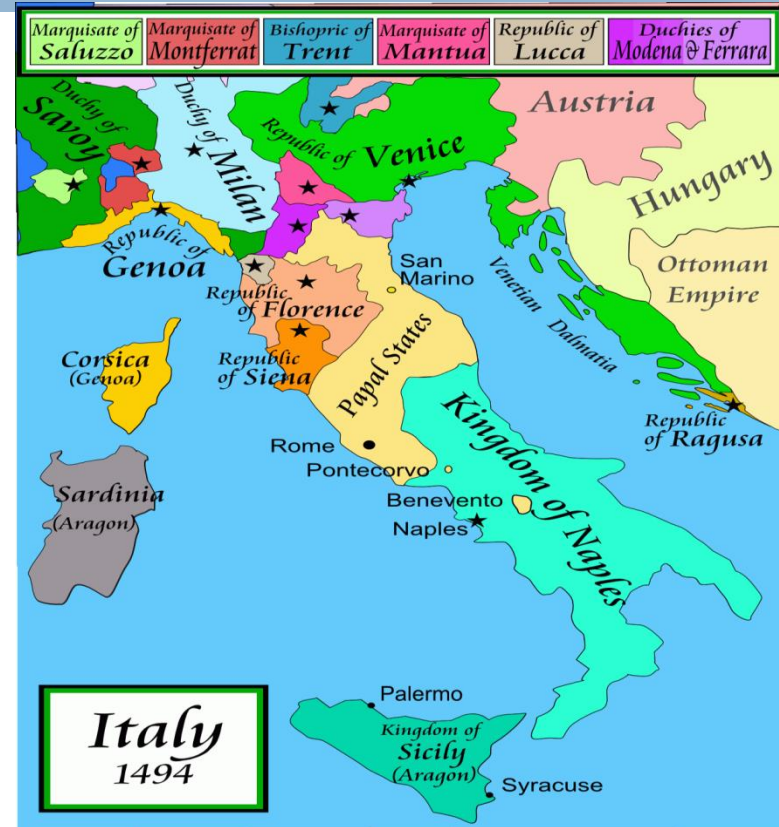 Marquisate of
Saluzzo
Marquisate of
Montferrat
Bishopric of
Trent
Marquisate of
Mantua
Republic of
Lucca
Duchies of
Modena & Ferrara
Duchy of
Savoy
Duchy of
Milan
Republic of
Venice
Austria
Hungary
Ottoman
Empire
Republic of
Genoa
San
Marino
Venetian Dalmatia
Republic
of Florence
Republic
of Siena
Papal States
Corsica
(Genoa)
Republic
of Ragusa
Rome
Pontecorvo
Kingdom of Naples
Sardinia
(Aragon)
Benevento
Naples
Palermo
Kingdom of
Sicily
(Aragon)
Syracuse
Italy
1494